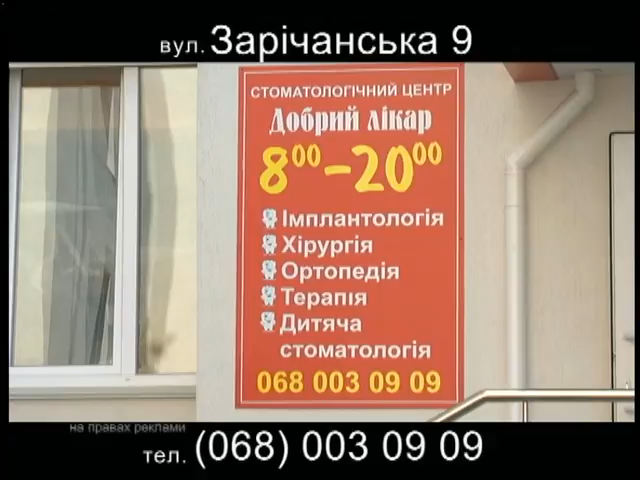 вул. Зарічанська 9
СТОМАТОЛОГІЧНИЙ ЦЕНТР
Добрий лікар
8⁰⁰-20⁰⁰
Імплантологія
Хірургія
Ортопедія
Терапія
Дитяча
стоматологія
068 003 09 09
на правах реклами
тел. (068) 003 09 09